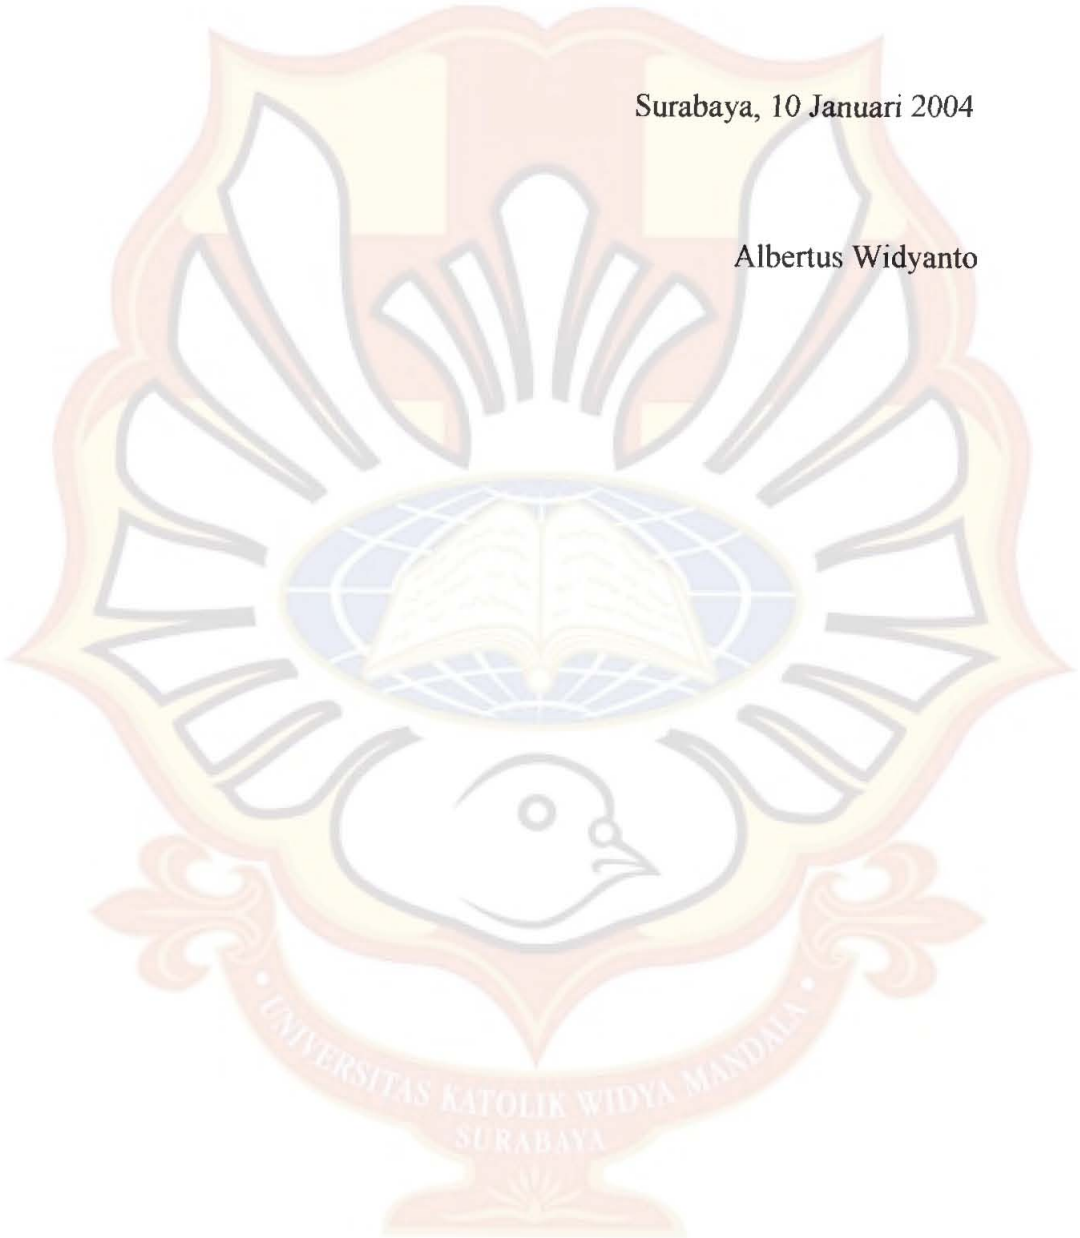 Surabaya, 10 Januari 2004
Albertus Widyanto
• UNIVERSITAS KATOLIK WIDYA MANDALA •
SURABAYA